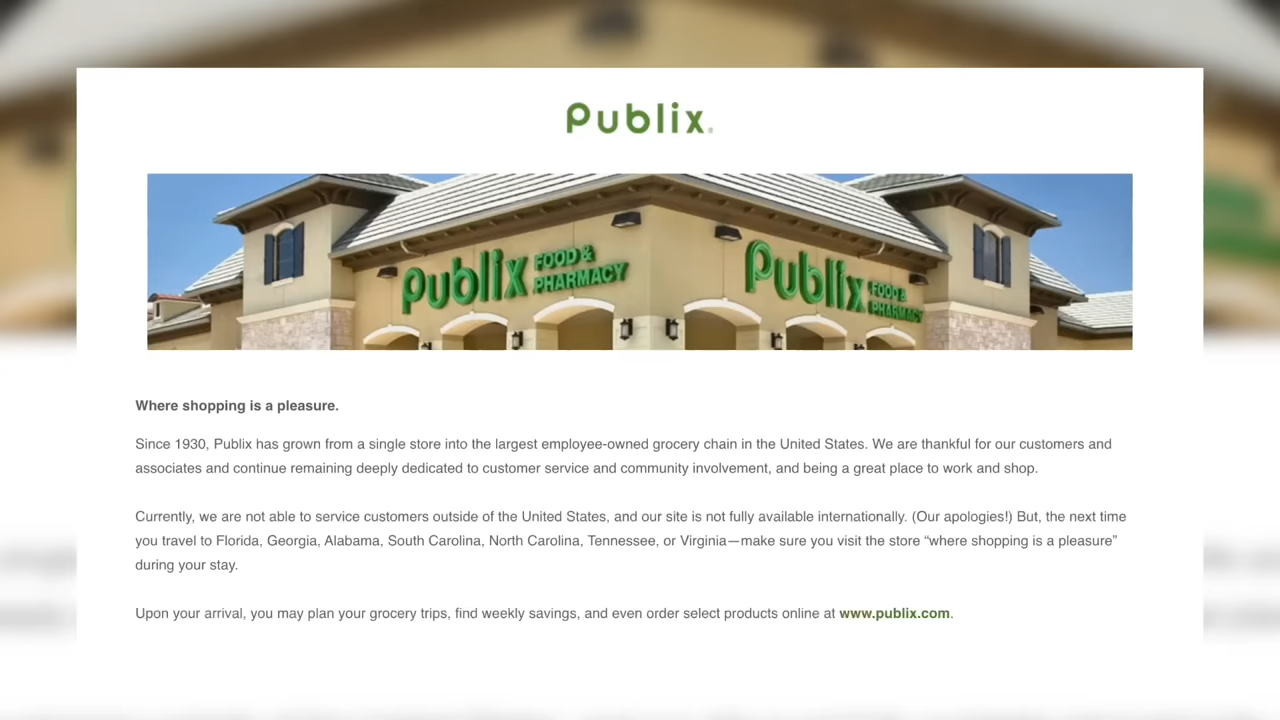 Publix.
Publix FOOD & PHARMACY
Publix FOOD & PHARMACY
Where shopping is a pleasure.
Since 1930, Publix has grown from a single store into the largest employee-owned grocery chain in the United States. We are thankful for our customers and
associates and continue remaining deeply dedicated to customer service and community involvement, and being a great place to work and shop.
Currently, we are not able to service customers outside of the United States, and our site is not fully available internationally. (Our apologies!) But, the next time
you travel to Florida, Georgia, Alabama, South Carolina, North Carolina, Tennessee, or Virginia—make sure you visit the store “where shopping is a pleasure”
during your stay.
Upon your arrival, you may plan your grocery trips, find weekly savings, and even order select products online at www.publix.com.